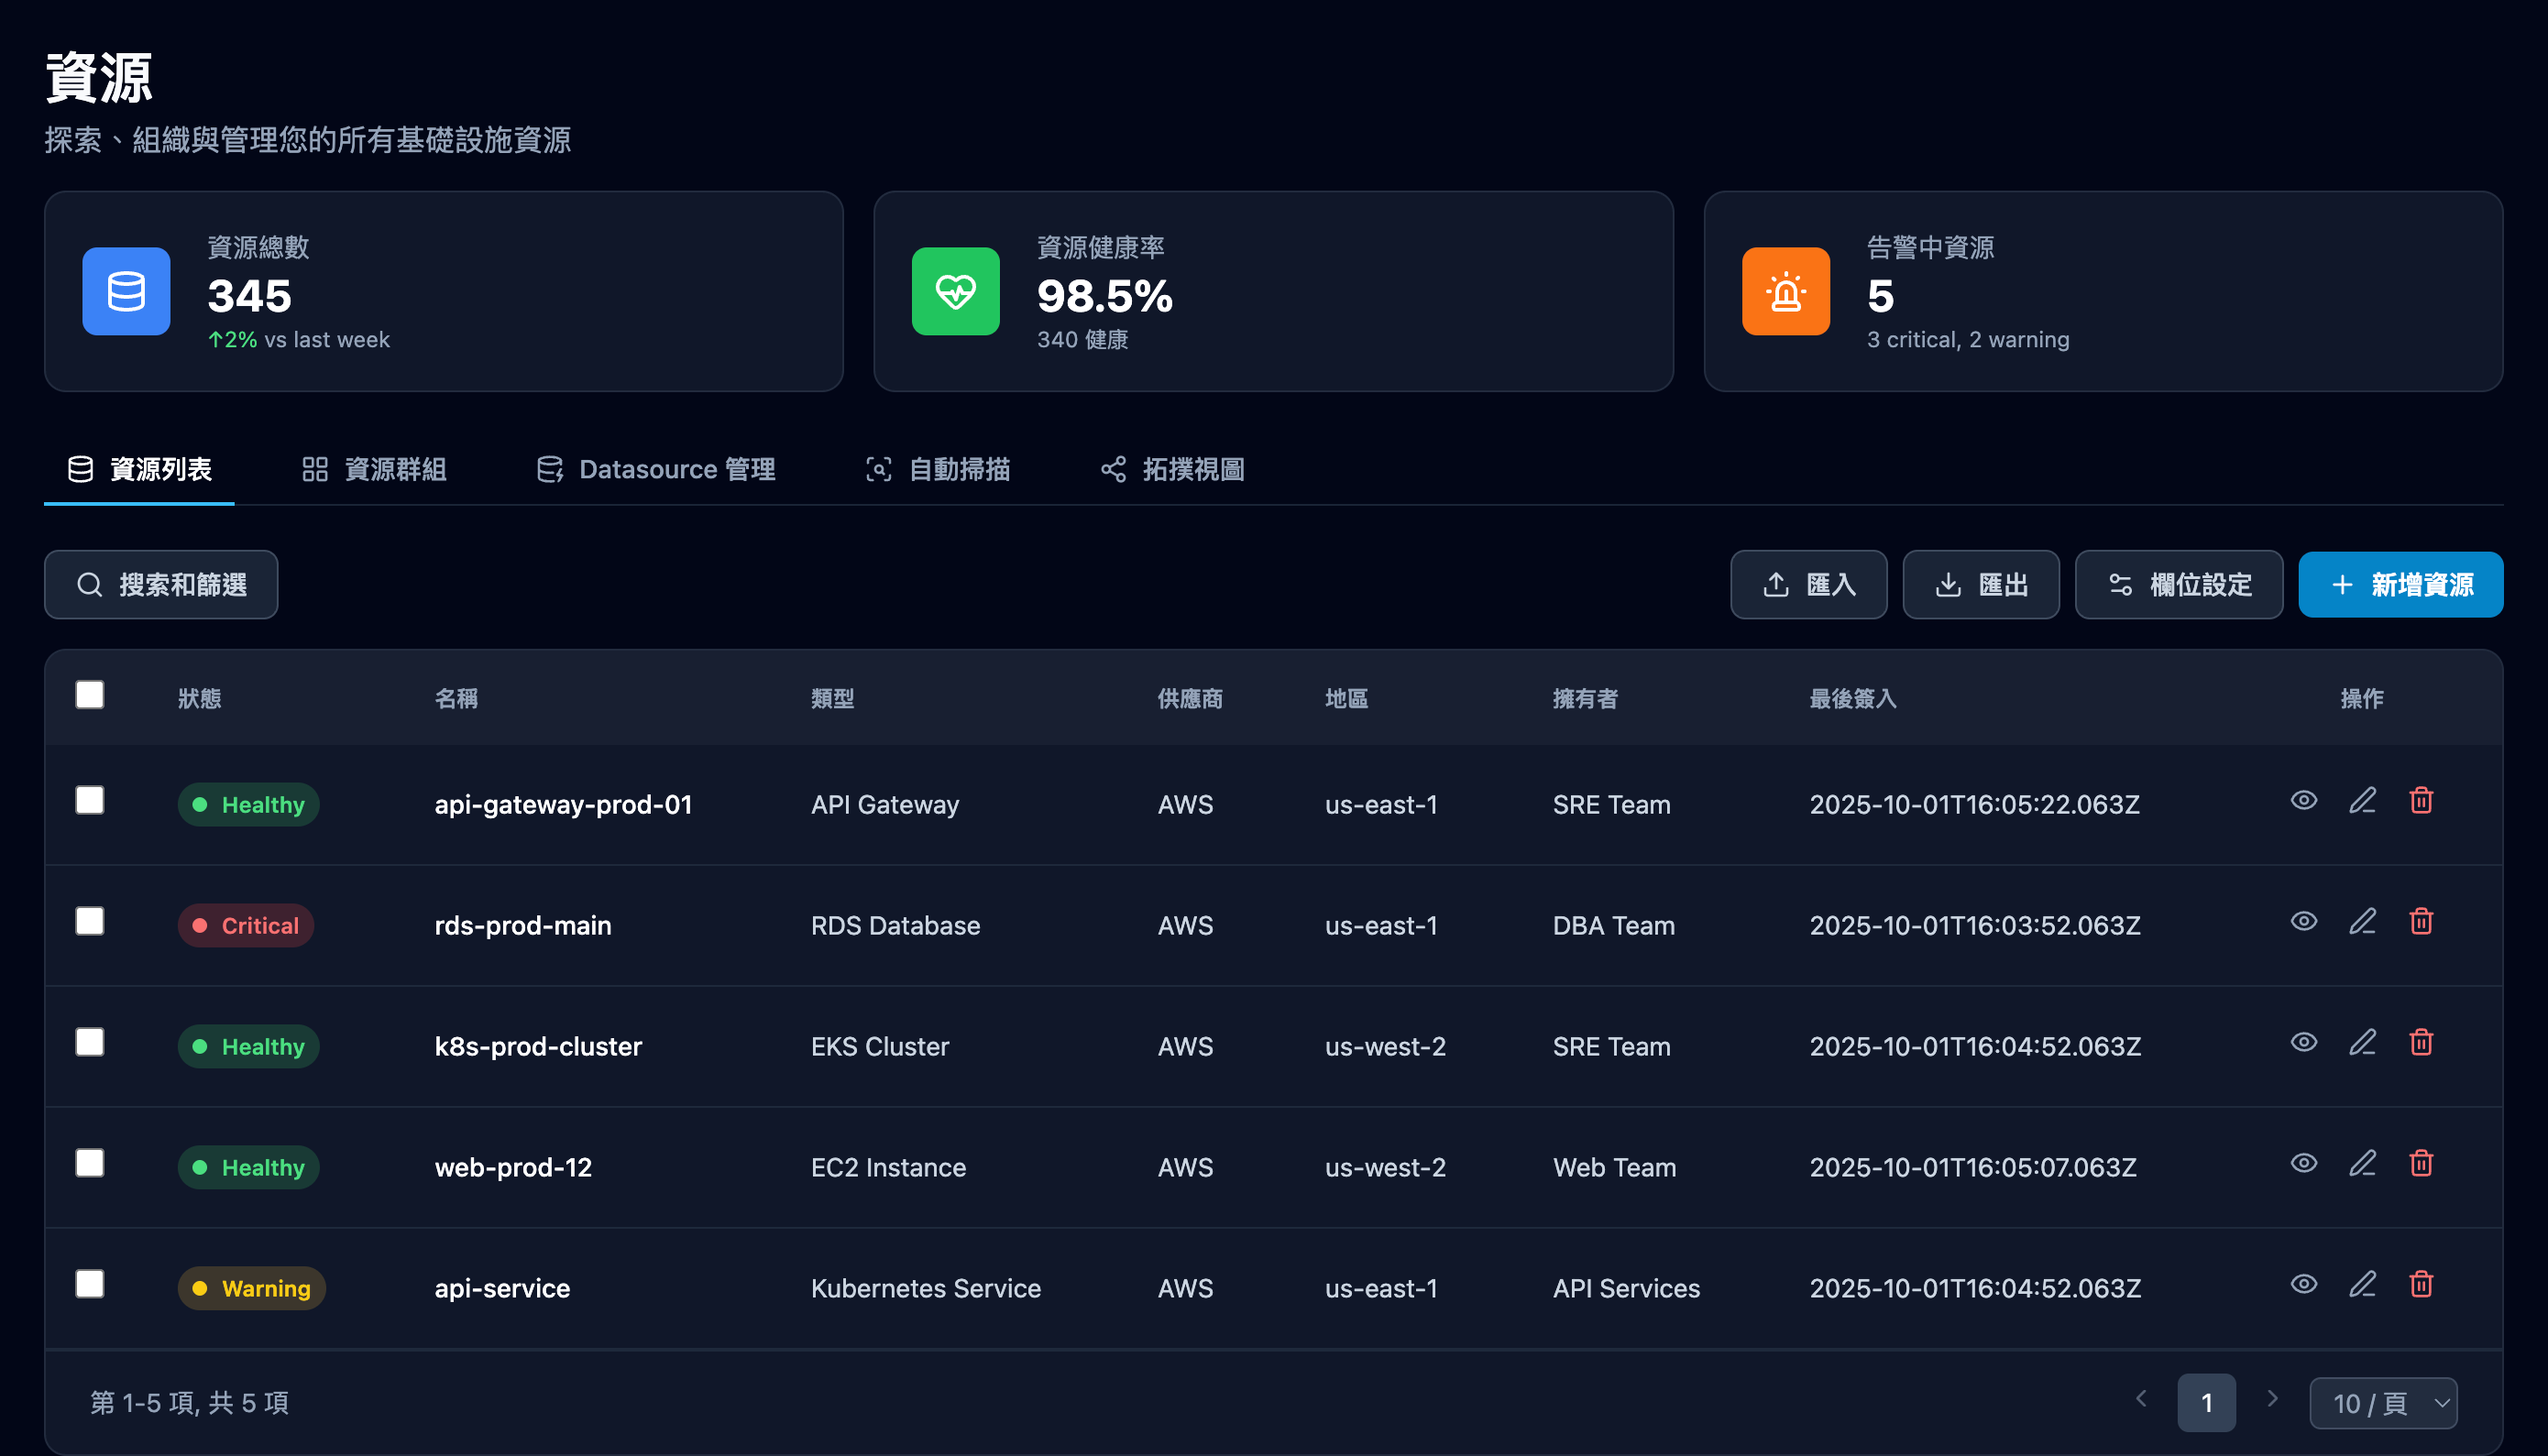 資源
探索、組織與管理您的所有基礎設施資源
資源總數
345
↑2% vs last week
資源健康率
98.5%
340 健康
告警中資源
5
3 critical, 2 warning
資源列表 資源群組 Datasource 管理 自動掃描 拓撲視圖
搜索和篩選 匯入 匯出 欄位設定 + 新增資源
狀態 名稱 類型 供應商 地區 擁有者 最後簽入 操作
Healthy api-gateway-prod-01 API Gateway AWS us-east-1 SRE Team 2025-10-01T16:05:22.063Z
Critical rds-prod-main RDS Database AWS us-east-1 DBA Team 2025-10-01T16:03:52.063Z
Healthy k8s-prod-cluster EKS Cluster AWS us-west-2 SRE Team 2025-10-01T16:04:52.063Z
Healthy web-prod-12 EC2 Instance AWS us-west-2 Web Team 2025-10-01T16:05:07.063Z
Warning api-service Kubernetes Service AWS us-east-1 API Services 2025-10-01T16:04:52.063Z
第 1-5 項, 共 5 項 1 10 / 頁